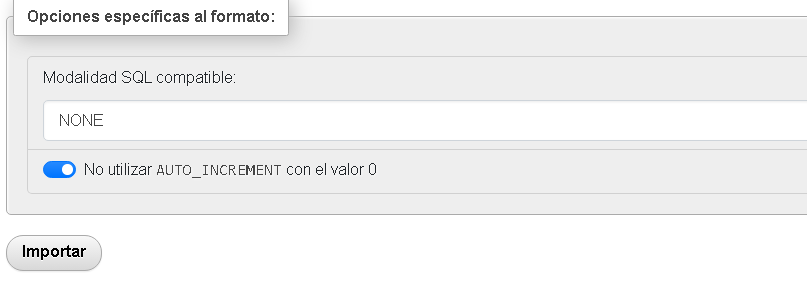 Opciones específicas al formato:
Modalidad SQL compatible:
NONE
No utilizar AUTO_INCREMENT con el valor 0
Importar